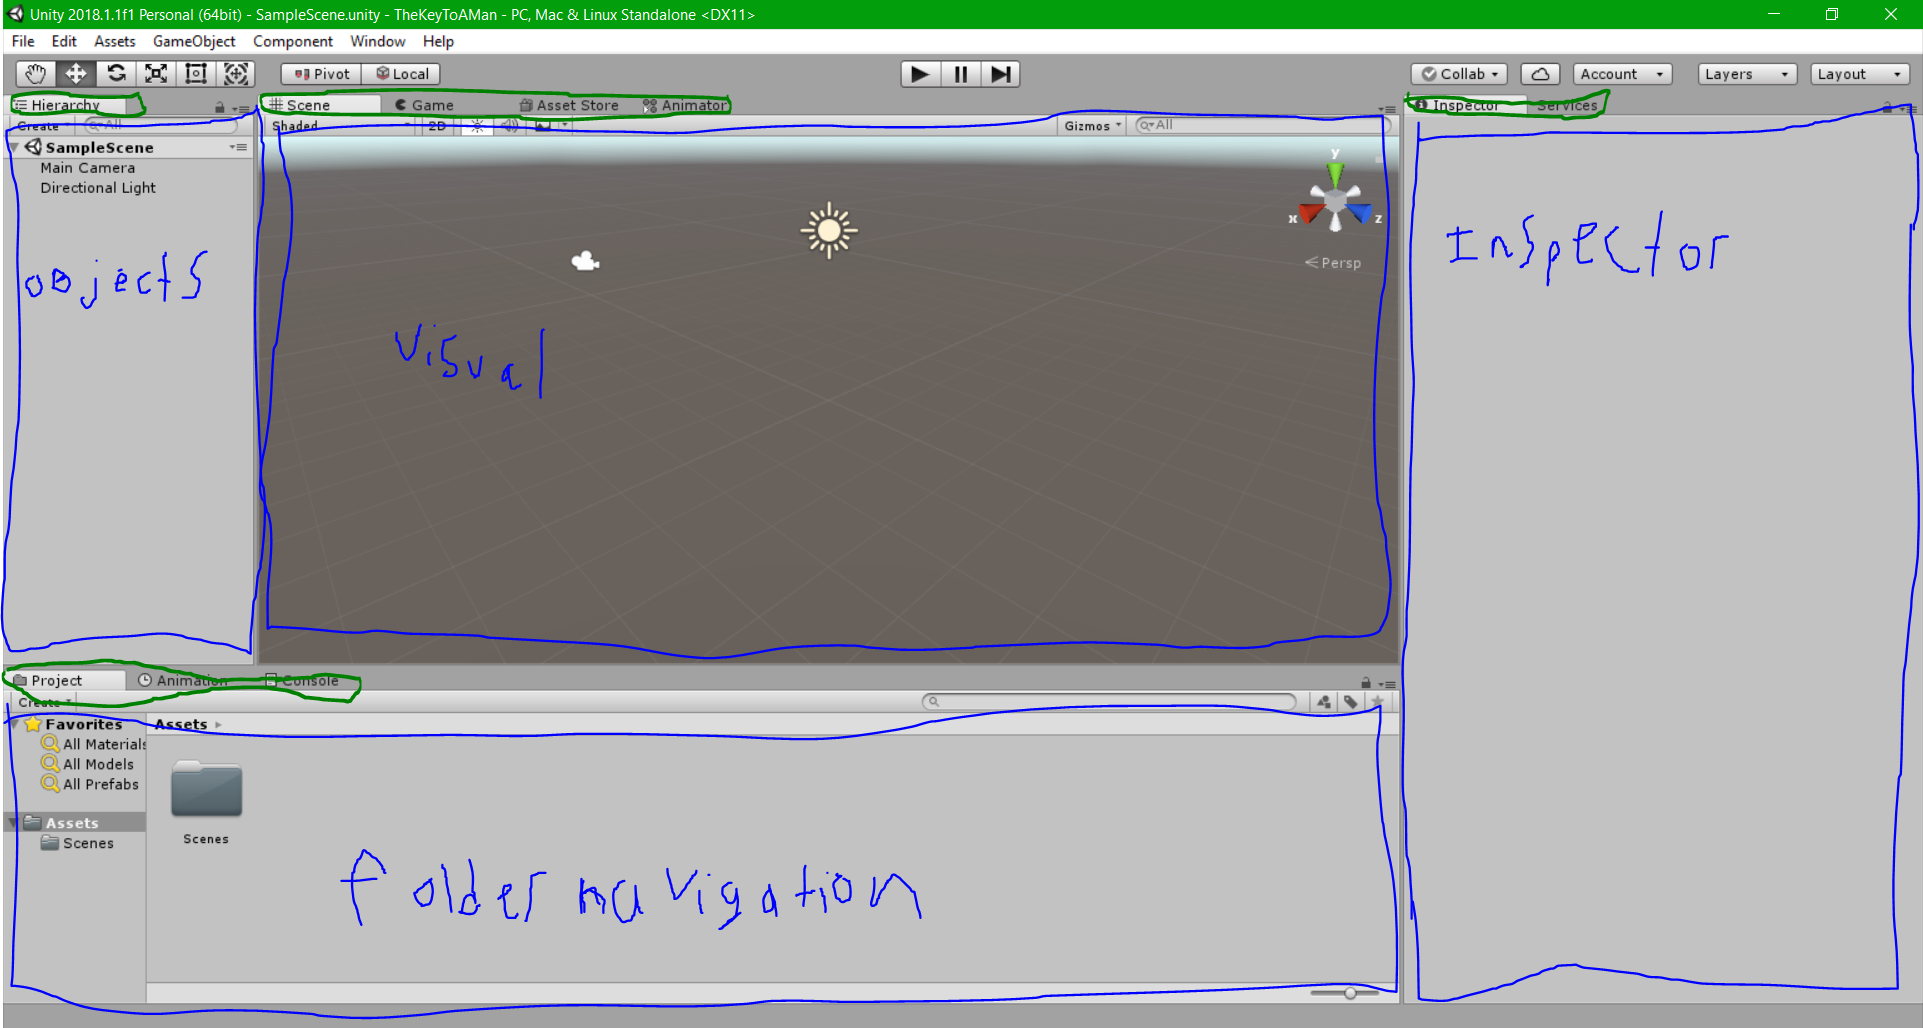 Unity 2018.1.1f1 Personal (64bit) - SampleScene.unity - TheKeyToAMan - PC, Mac & Linux Standalone <DX11>
File Edit Assets GameObject Component Window Help
Pivot Local Collab Account Layers Layout
Hierarchy Scene Game Asset Store Animator Inspector Services
Create All Shaded 2D Gizmos All
SampleScene
Main Camera
Directional Light
y
x z
Persp
objects
visual
Inspector
Project Animation Console
Create
Favorites Assets
All Materials
All Models
All Prefabs
Assets
Scenes
Scenes
folder navigation